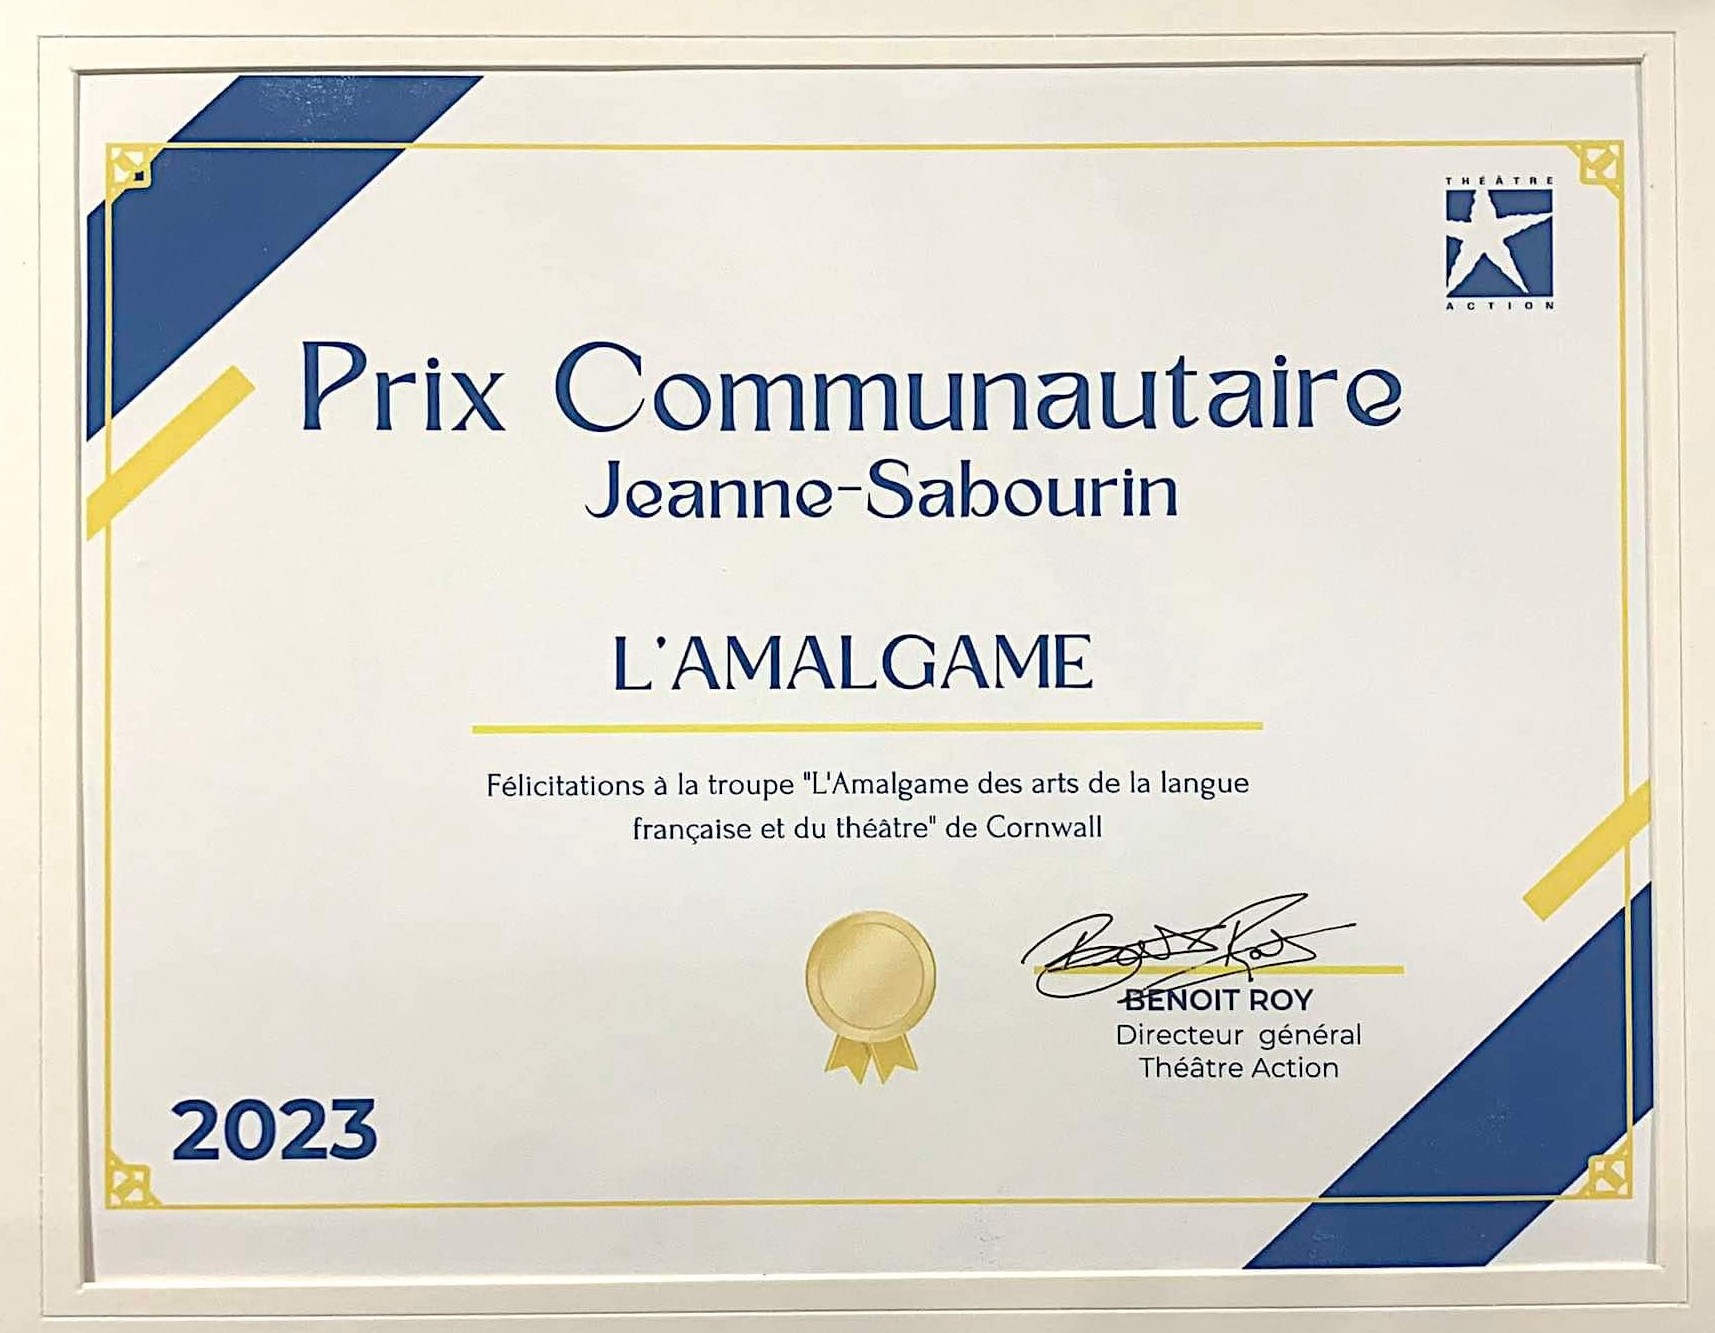 THÉÂTRE
ACTION
Prix Communautaire
Jeanne-Sabourin
L'AMALGAME
Félicitations à la troupe "L'Amalgame des arts de la langue
française et du théâtre" de Cornwall
BENOIT ROY
Directeur général
Théâtre Action
2023